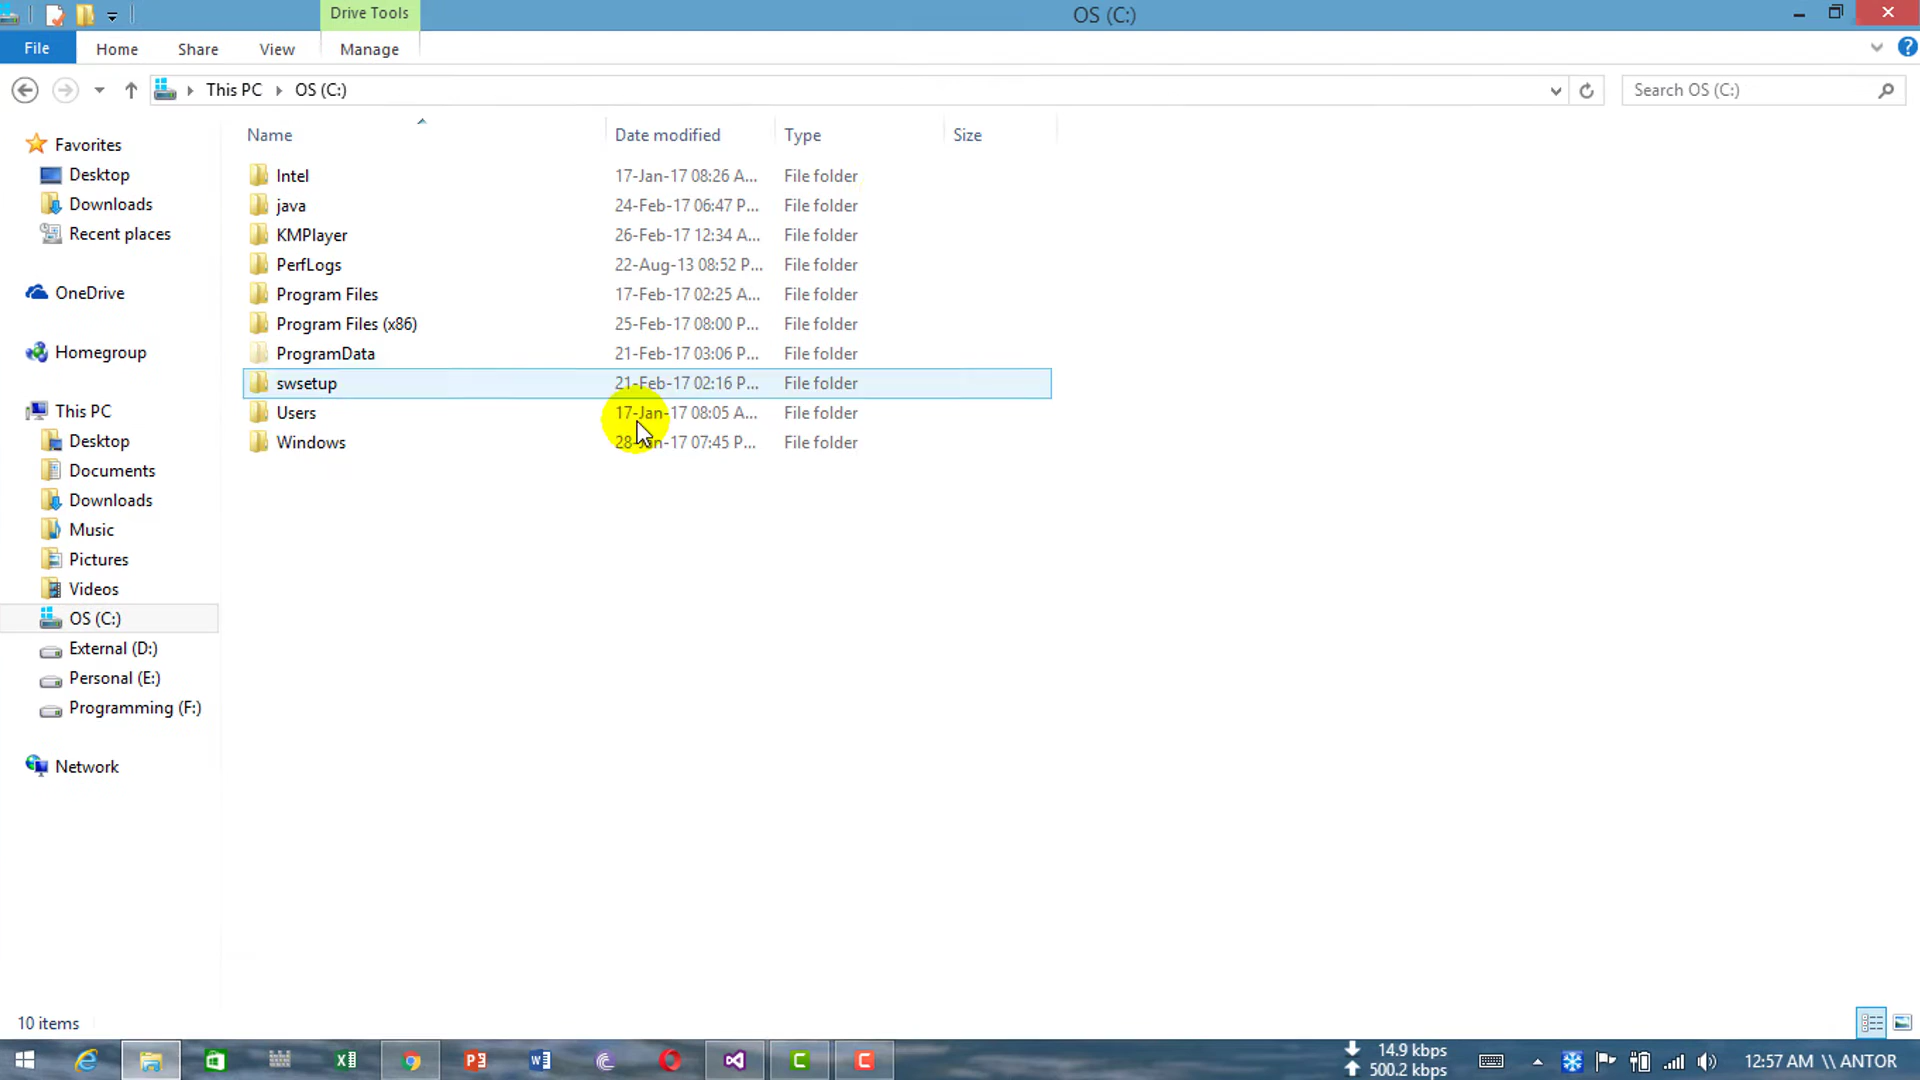 Drive Tools
OS (C:)
File Home Share View Manage
This PC OS (C:)
Search OS (C:)
Name Date modified Type Size
Favorites
Desktop
Downloads
Recent places
OneDrive
Homegroup
This PC
Desktop
Documents
Downloads
Music
Pictures
Videos
OS (C:)
External (D:)
Personal (E:)
Programming (F:)
Network
Intel 17-Jan-17 08:26 A... File folder
java 24-Feb-17 06:47 P... File folder
KMPlayer 26-Feb-17 12:34 A... File folder
PerfLogs 22-Aug-13 08:52 P... File folder
Program Files 17-Feb-17 02:25 A... File folder
Program Files (x86) 25-Feb-17 08:00 P... File folder
ProgramData 21-Feb-17 03:06 P... File folder
swsetup 21-Feb-17 02:16 P... File folder
Users 17-Jan-17 08:05 A... File folder
Windows 28-Jan-17 07:45 P... File folder
10 items
14.9 kbps
500.2 kbps
12:57 AM \\ ANTOR